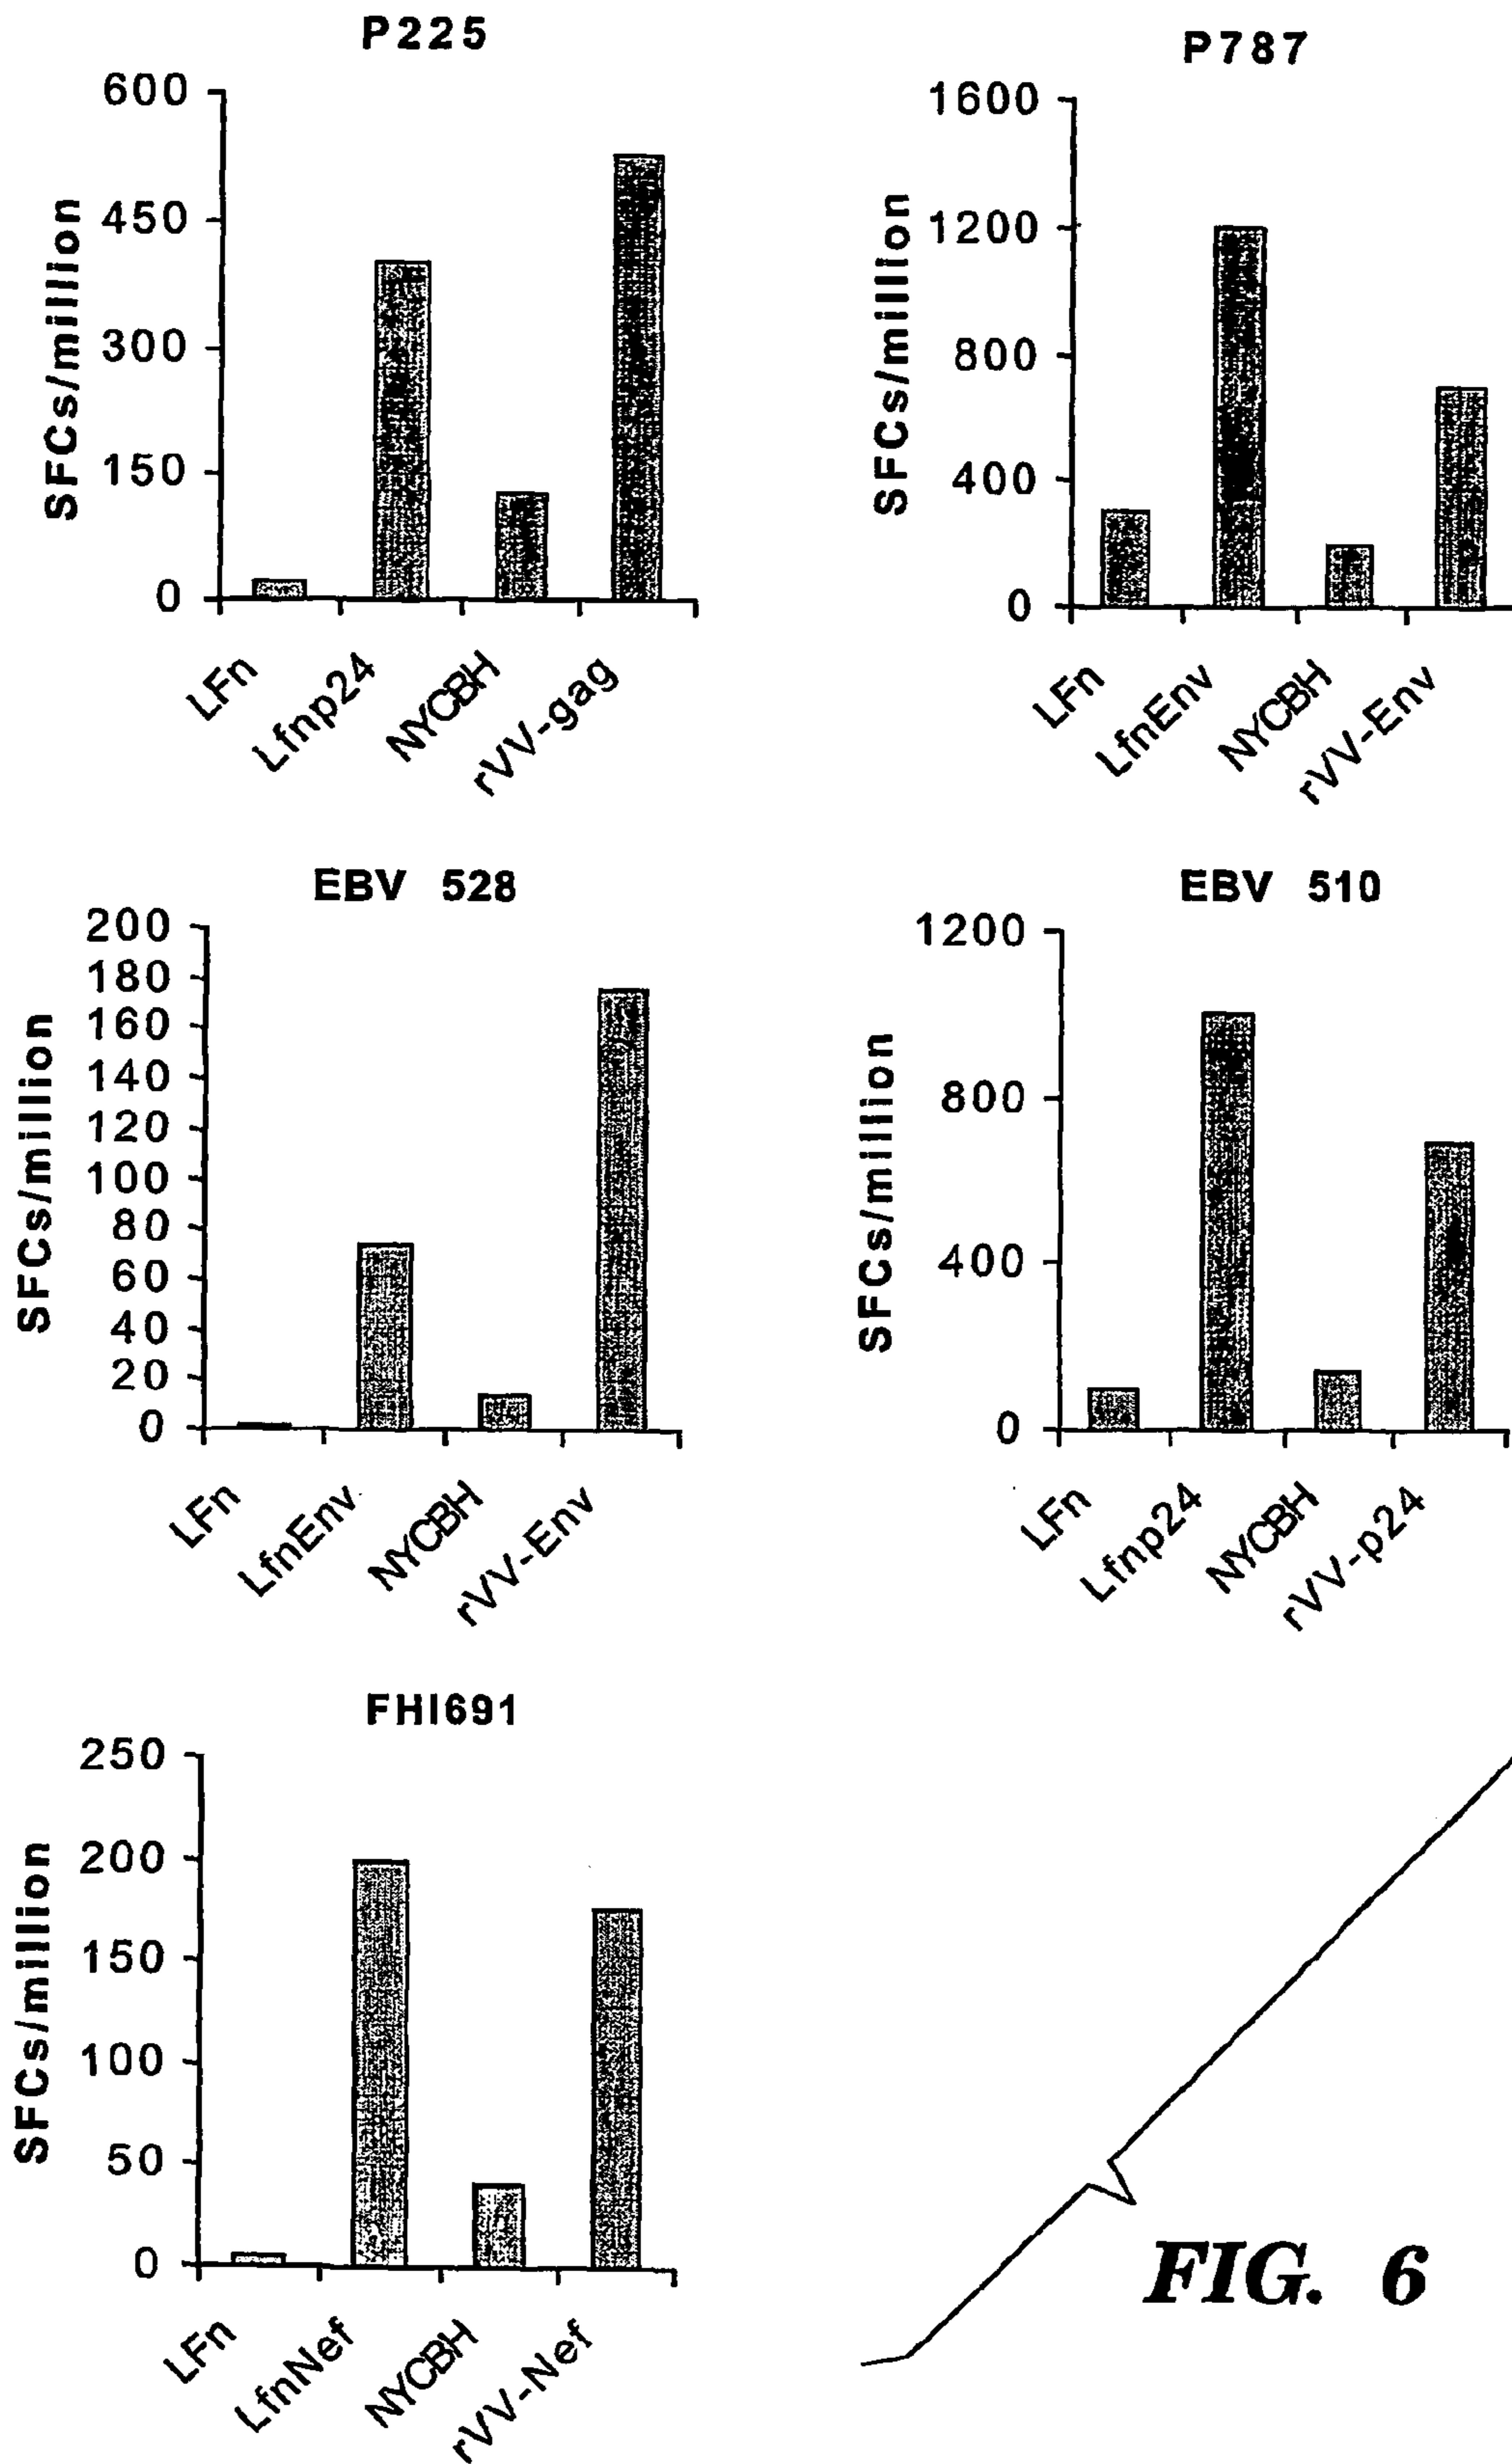 P225
SFCs/million
600
450
300
150
0
LFn
Lfnp24
NYCBH
rVV-gag
P787
SFCs/million
1600
1200
800
400
0
LFn
LfnEnv
NYCBH
rVV-Env
EBV 528
SFCs/million
200
180
160
140
120
100
80
60
40
20
0
LFn
LfnEnv
NYCBH
rVV-Env
EBV 510
SFCs/million
1200
800
400
0
LFn
Lfnp24
NYCBH
rVV-p24
FHI691
SFCs/million
250
200
150
100
50
0
LFn
LfnNef
NYCBH
rVV-Nef
FIG. 6